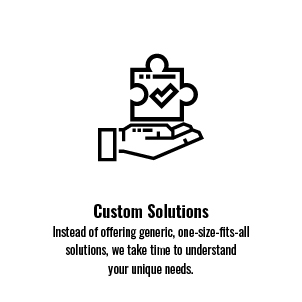 Custom Solutions
Instead of offering generic, one-size-fits-all
solutions, we take time to understand
your unique needs.